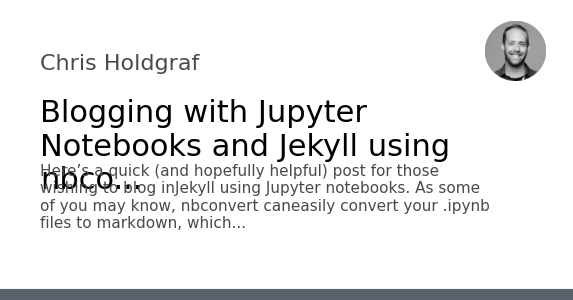 Chris Holdgraf
Blogging with Jupyter
Notebooks and Jekyll using
nbco...
Here's a quick (and hopefully helpful) post for those
wishing to blog inJekyll using Jupyter notebooks. As some
of you may know, nbconvert caneasily convert your .ipynb
files to markdown, which...